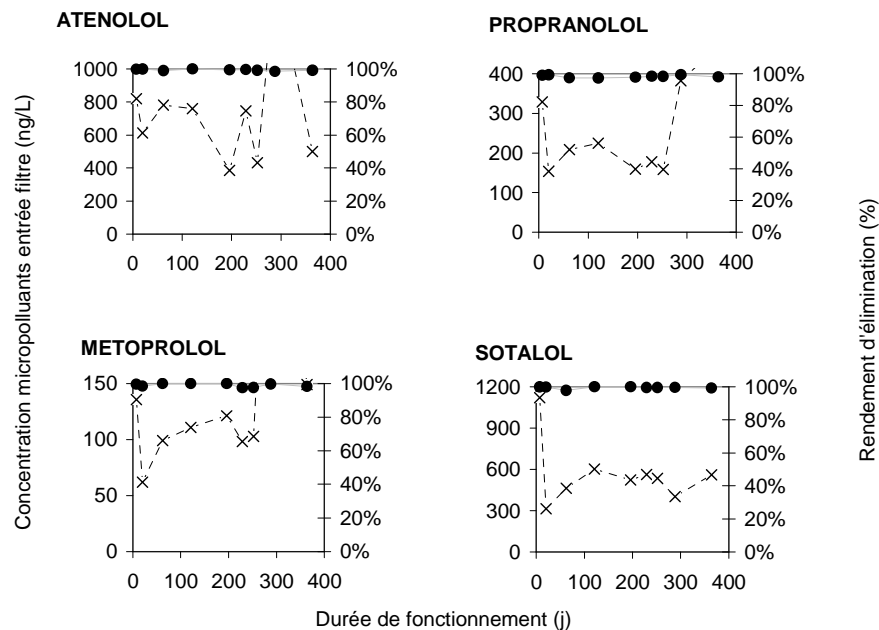 ATENOLOL
PROPRANOLOL
Concentration micropolluants entrée filtre (ng/L)
Rendement d'élimination (%)
1000 100%
800 80%
600 60%
400 40%
200 20%
0 0%
0 100 200 300 400
400 100%
300 80%
200 60%
100 40%
0 20%
0%
0 100 200 300 400
METOPROLOL
SOTALOL
150 100%
100 80%
50 60%
0 40%
20%
0%
0 100 200 300 400
1200 100%
900 80%
600 60%
300 40%
0 20%
0%
0 100 200 300 400
Durée de fonctionnement (j)